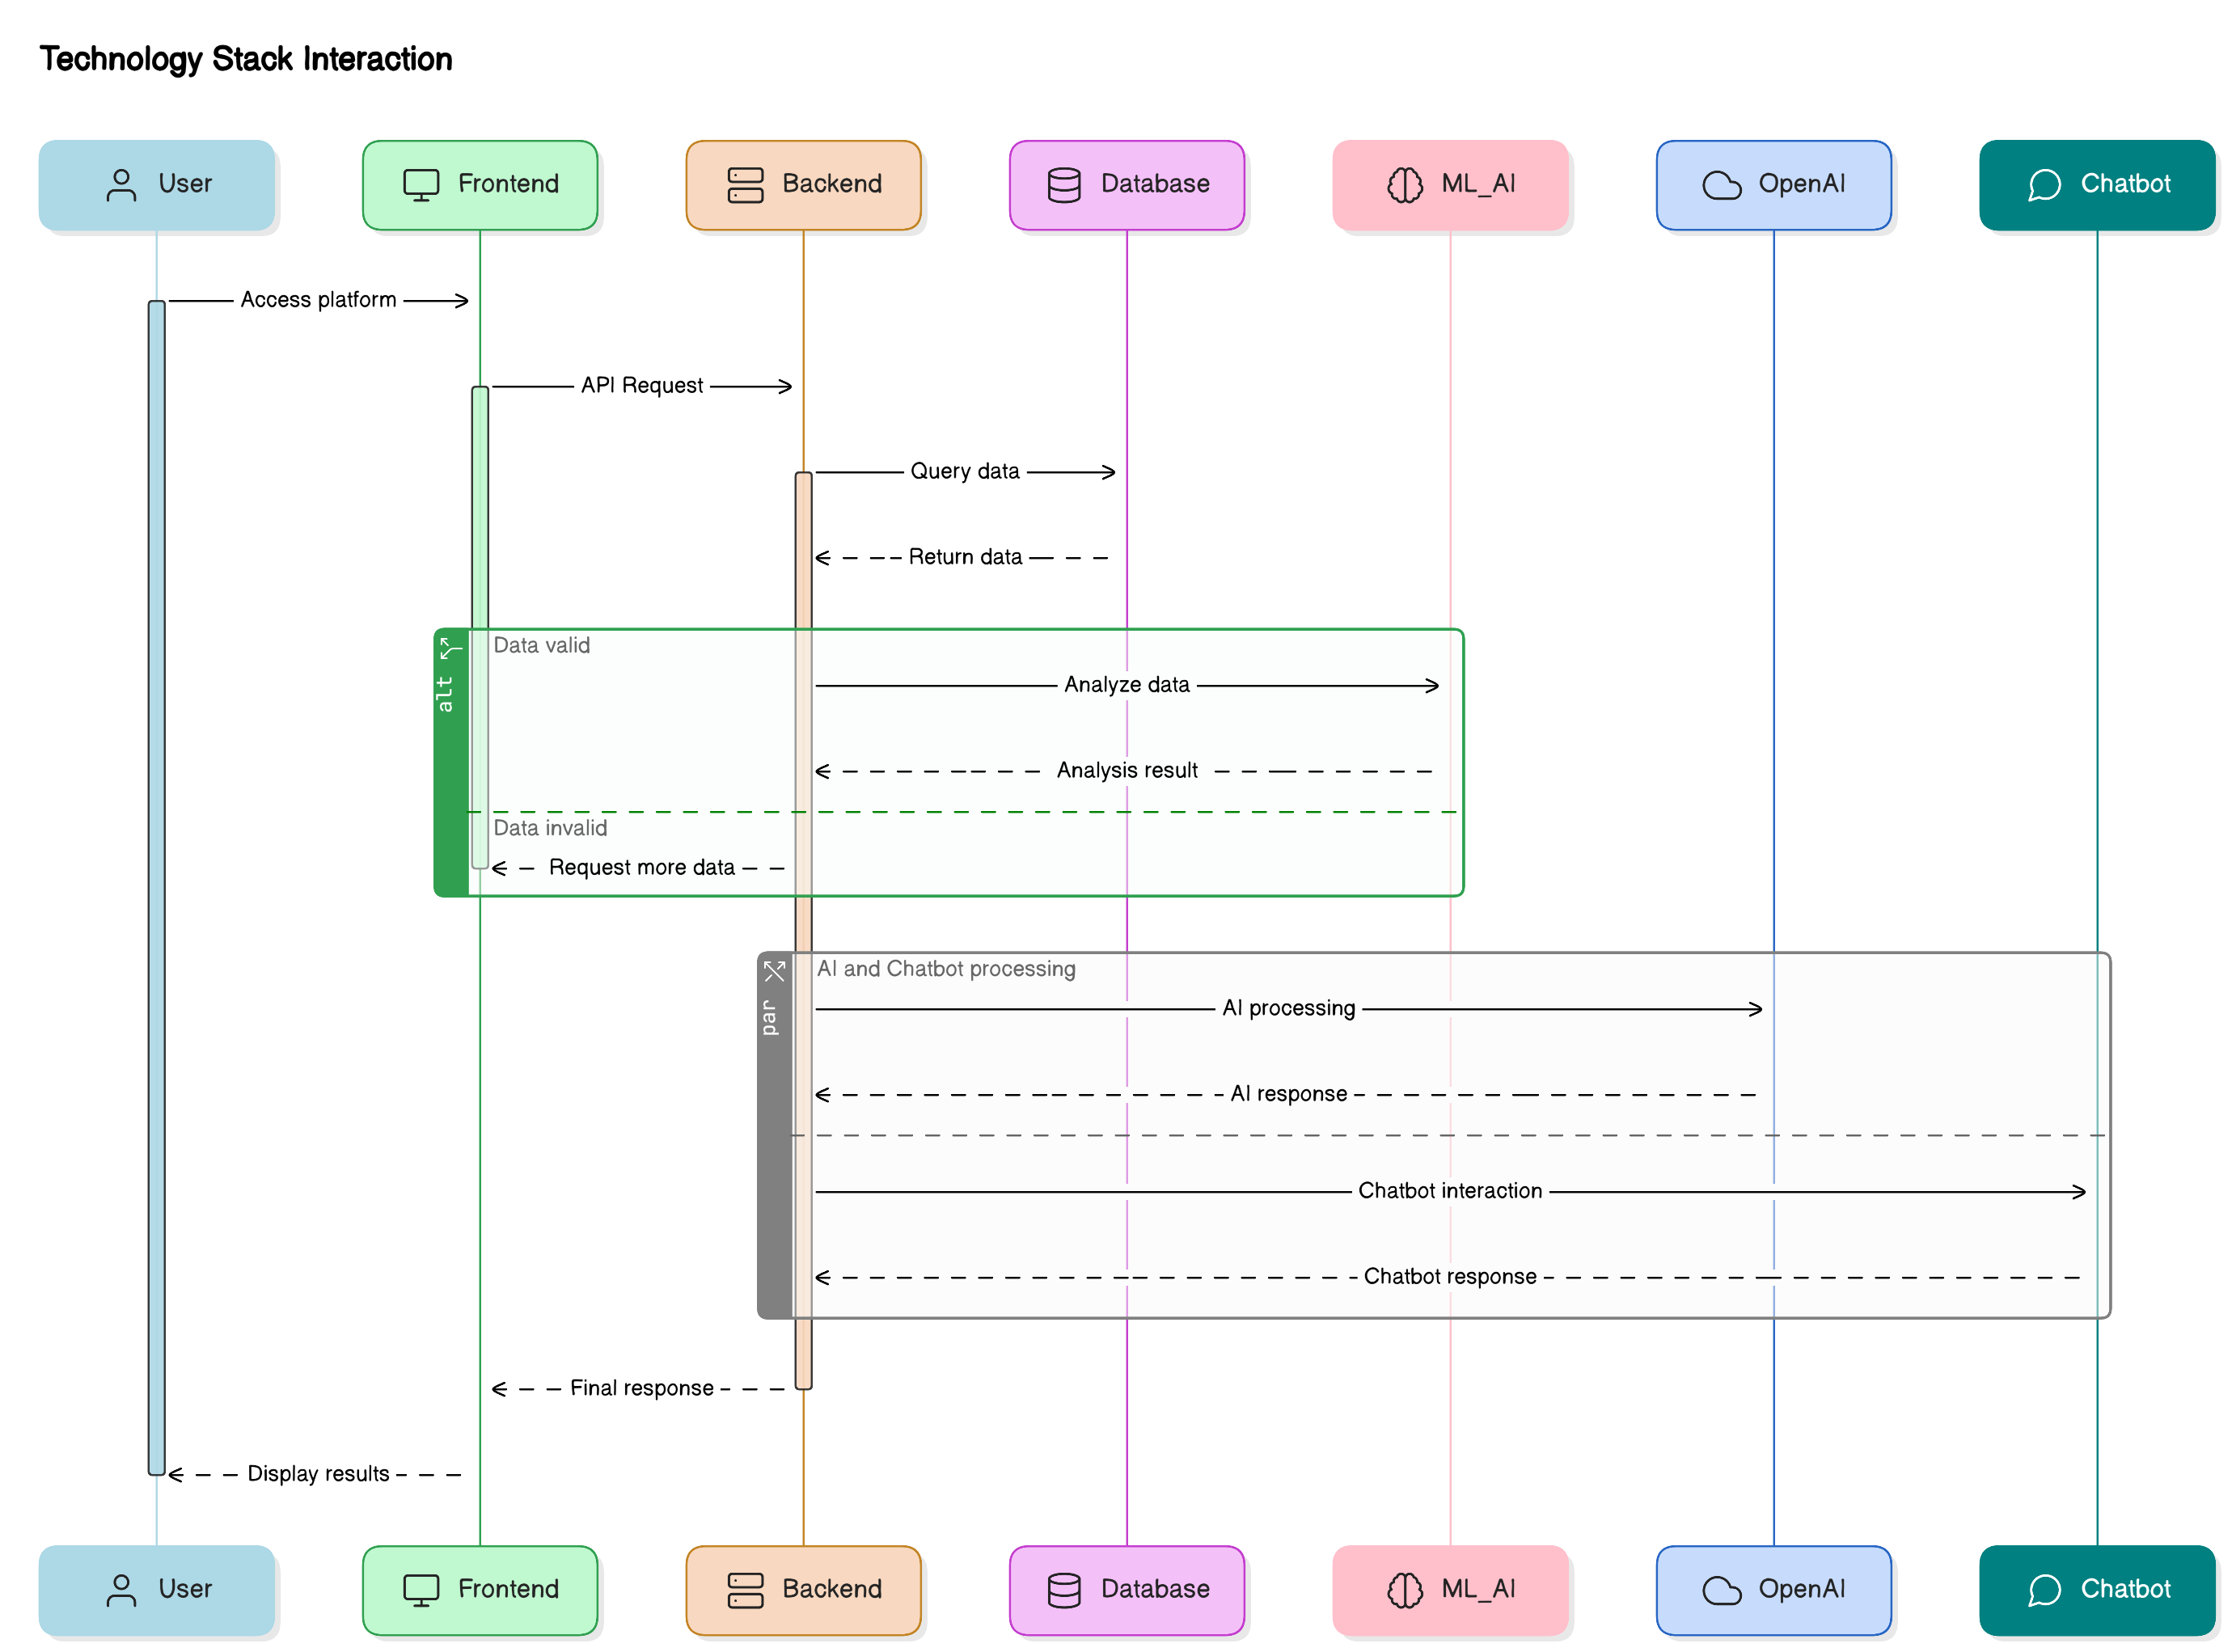 Technology Stack Interaction
User
Frontend
Backend
Database
ML_AI
OpenAI
Chatbot
Access platform
API Request
Query data
Return data
alt
Data valid
Analyze data
Analysis result
Data invalid
Request more data
par
AI and Chatbot processing
AI processing
AI response
Chatbot interaction
Chatbot response
Final response
Display results
User
Frontend
Backend
Database
ML_AI
OpenAI
Chatbot